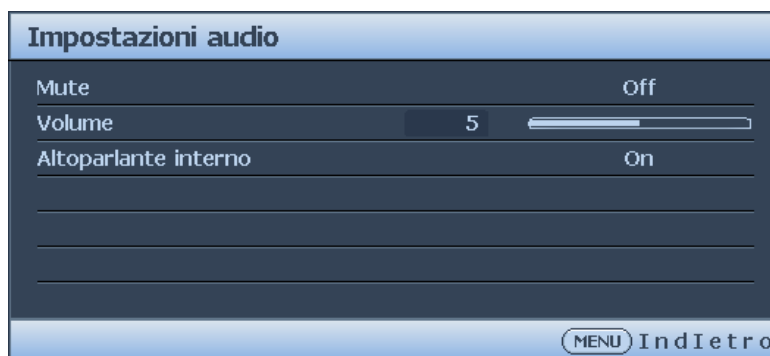 Impostazioni audio
Mute Off
Volume 5
Altoparlante interno On
MENU IndIetro